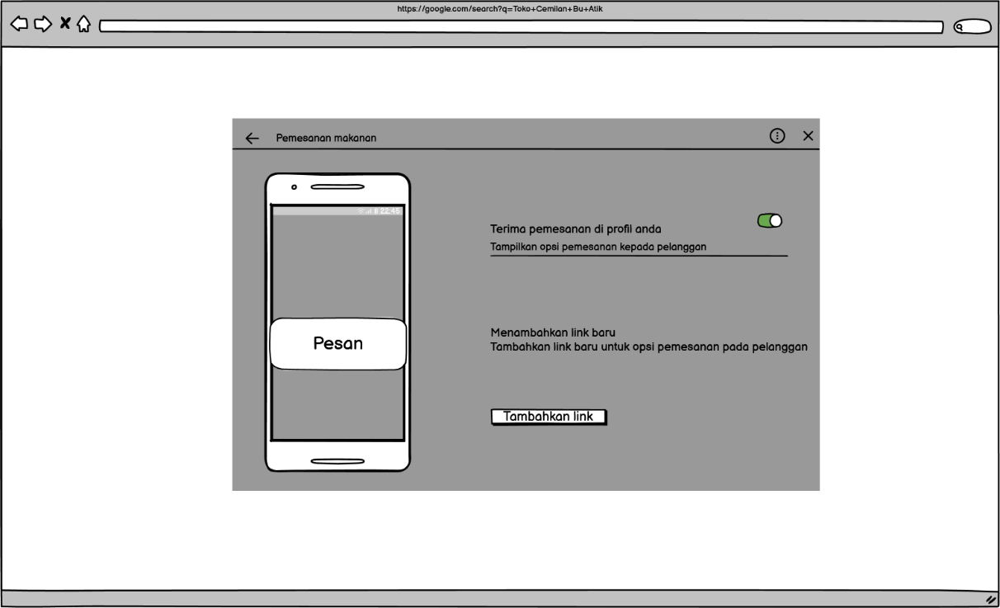 https://google.com/search?q=Toko+Cemilan+Bu+Atik
Pemesanan makanan
22:45
Terima pemesanan di profil anda
Tampilkan opsi pemesanan kepada pelanggan
Menambahkan link baru
Tambahkan link baru untuk opsi pemesanan pada pelanggan
Pesan
Tambahkan link